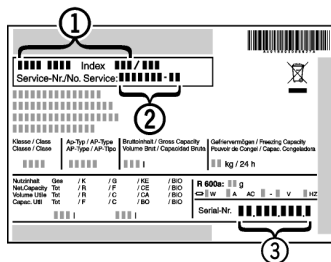 1
Index /
Service-Nr./No. Service: -
2
Klasse / Class
Classe / Clase
Ap-Typ / AP-Type
AP-Type / AP-Tipo
Bruttoinhalt / Gross Capacity
Volume Brut / Capacidad Bruta
Gefriervermögen / Freezing Capacity
Pouvoir de Congel / Capac. Congeladora
l
kg / 24 h
Nutzinhalt Ges / K / G / KE / BIO
Net.Capacity Tot / R / F / CE / BIO
Volume Utile Tot / R / C / CA / BIO
Capac. Util Tot / F / C / BO / BIO
l l
R 600a: g
W A AC - V HZ
Serial-Nr. . . .
3